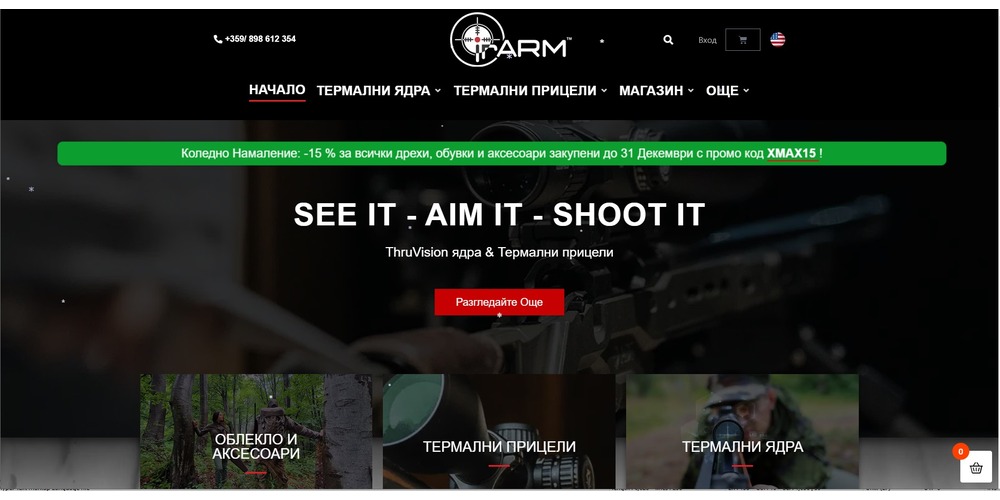 +359/ 898 612 354
irARM™
Вход
НАЧАЛО ТЕРМАЛНИ ЯДРА ТЕРМАЛНИ ПРИЦЕЛИ МАГАЗИН ОЩЕ
Коледно Намаление: -15 % за всички дрехи, обувки и аксесоари закупени до 31 Декември с промо код XMAX15 !
SEE IT - AIM IT - SHOOT IT
ThruVision ядра & Термални прицели
Разгледайте Още
ОБЛЕКЛО И
АКСЕСОАРИ
ТЕРМАЛНИ ПРИЦЕЛИ
ТЕРМАЛНИ ЯДРА
0